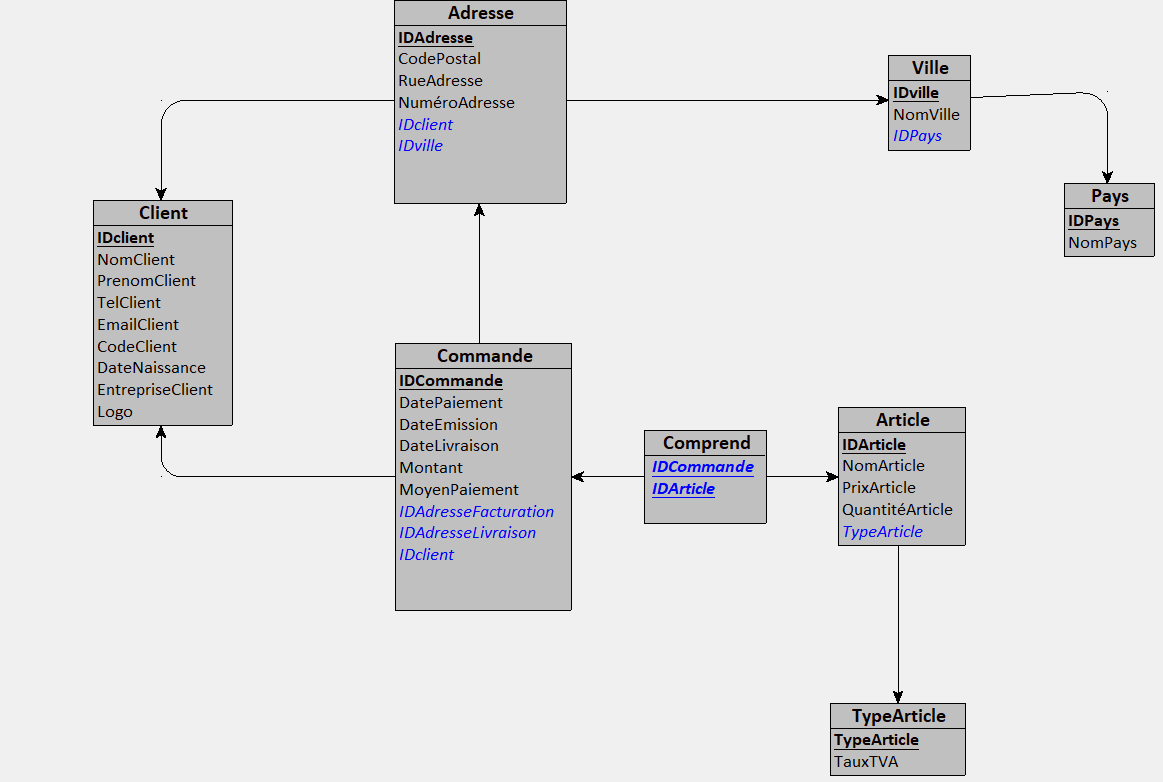 Adresse
IDAdresse
CodePostal
RueAdresse
NuméroAdresse
IDclient
IDville
Ville
IDville
NomVille
IDPays
Pays
IDPays
NomPays
Client
IDclient
NomClient
PrenomClient
TelClient
EmailClient
CodeClient
DateNaissance
EntrepriseClient
Logo
Commande
IDCommande
DatePaiement
DateEmission
DateLivraison
Montant
MoyenPaiement
IDAdresseFacturation
IDAdresseLivraison
IDclient
Comprend
IDCommande
IDArticle
Article
IDArticle
NomArticle
PrixArticle
QuantitéArticle
TypeArticle
TypeArticle
TypeArticle
TauxTVA